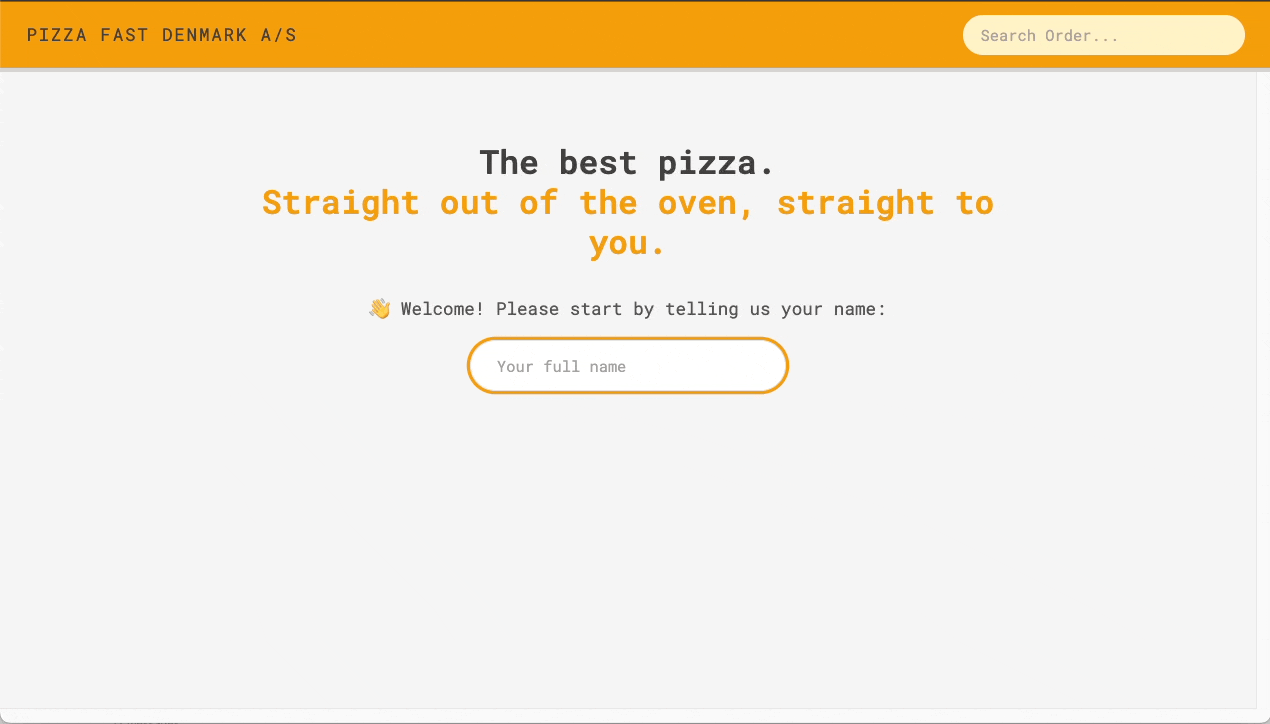 PIZZA FAST DENMARK A/S
Search Order...
The best pizza.
Straight out of the oven, straight to
you.
👋 Welcome! Please start by telling us your name:
Your full name